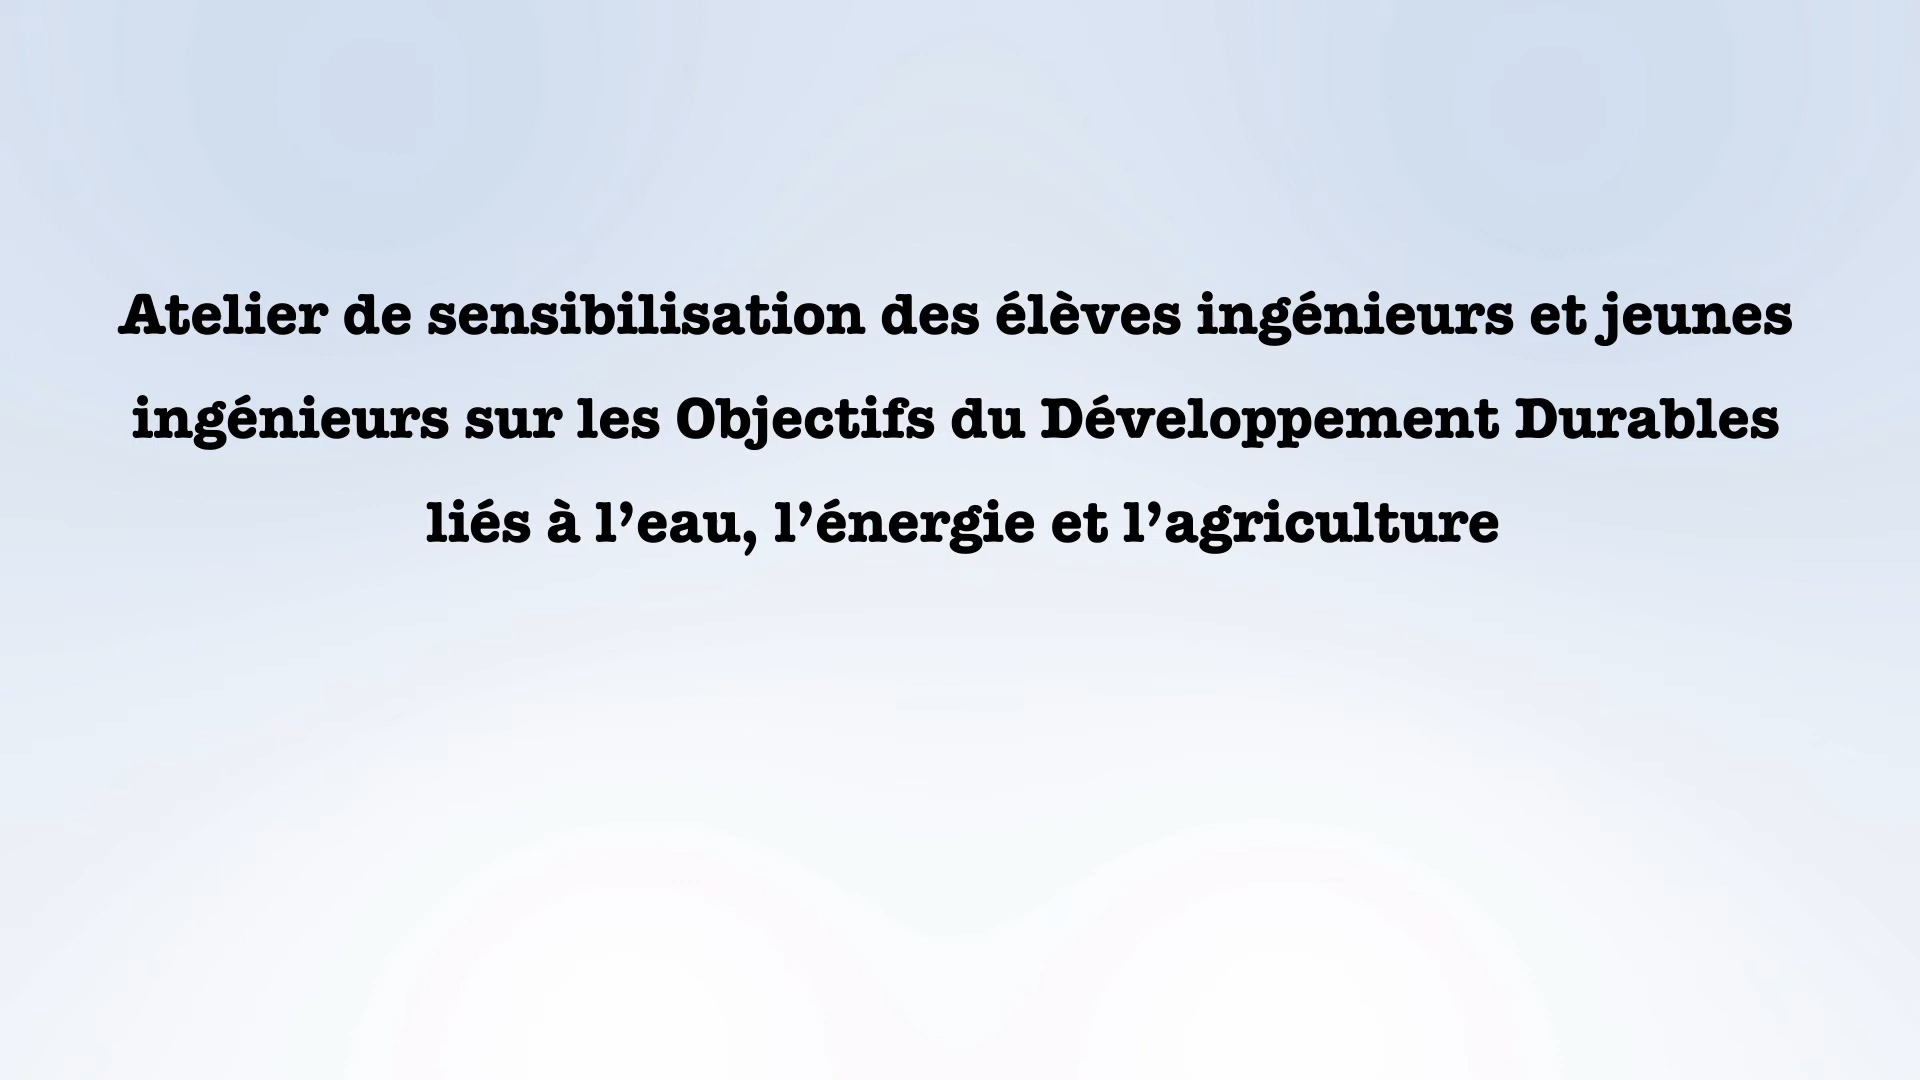 Atelier de sensibilisation des élèves ingénieurs et jeunes
ingénieurs sur les Objectifs du Développement Durables
liés à l’eau, l’énergie et l’agriculture